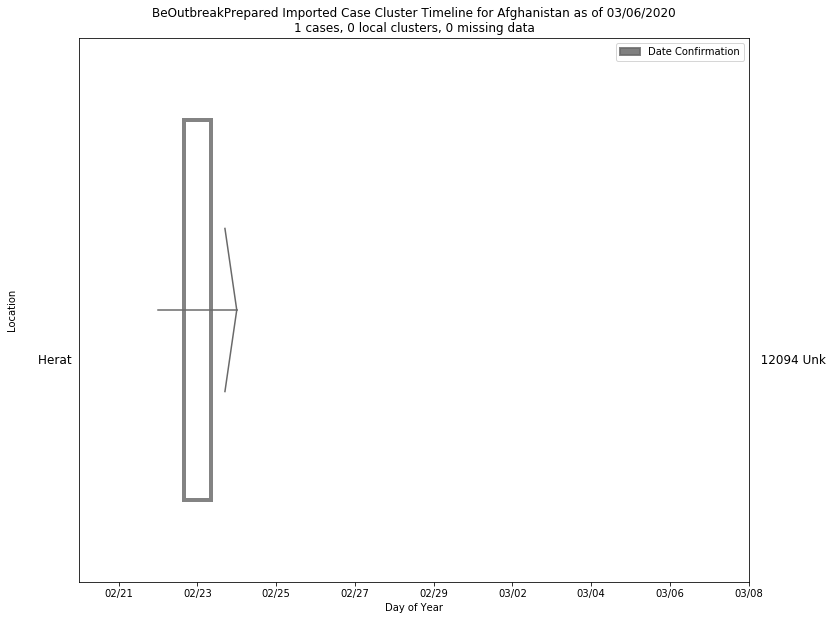 BeOutbreakPrepared Imported Case Cluster Timeline for Afghanistan as of 03/06/2020
1 cases, 0 local clusters, 0 missing data
Date Confirmation
Location
Herat
12094 Unk
02/21 02/23 02/25 02/27 02/29 03/02 03/04 03/06 03/08
Day of Year